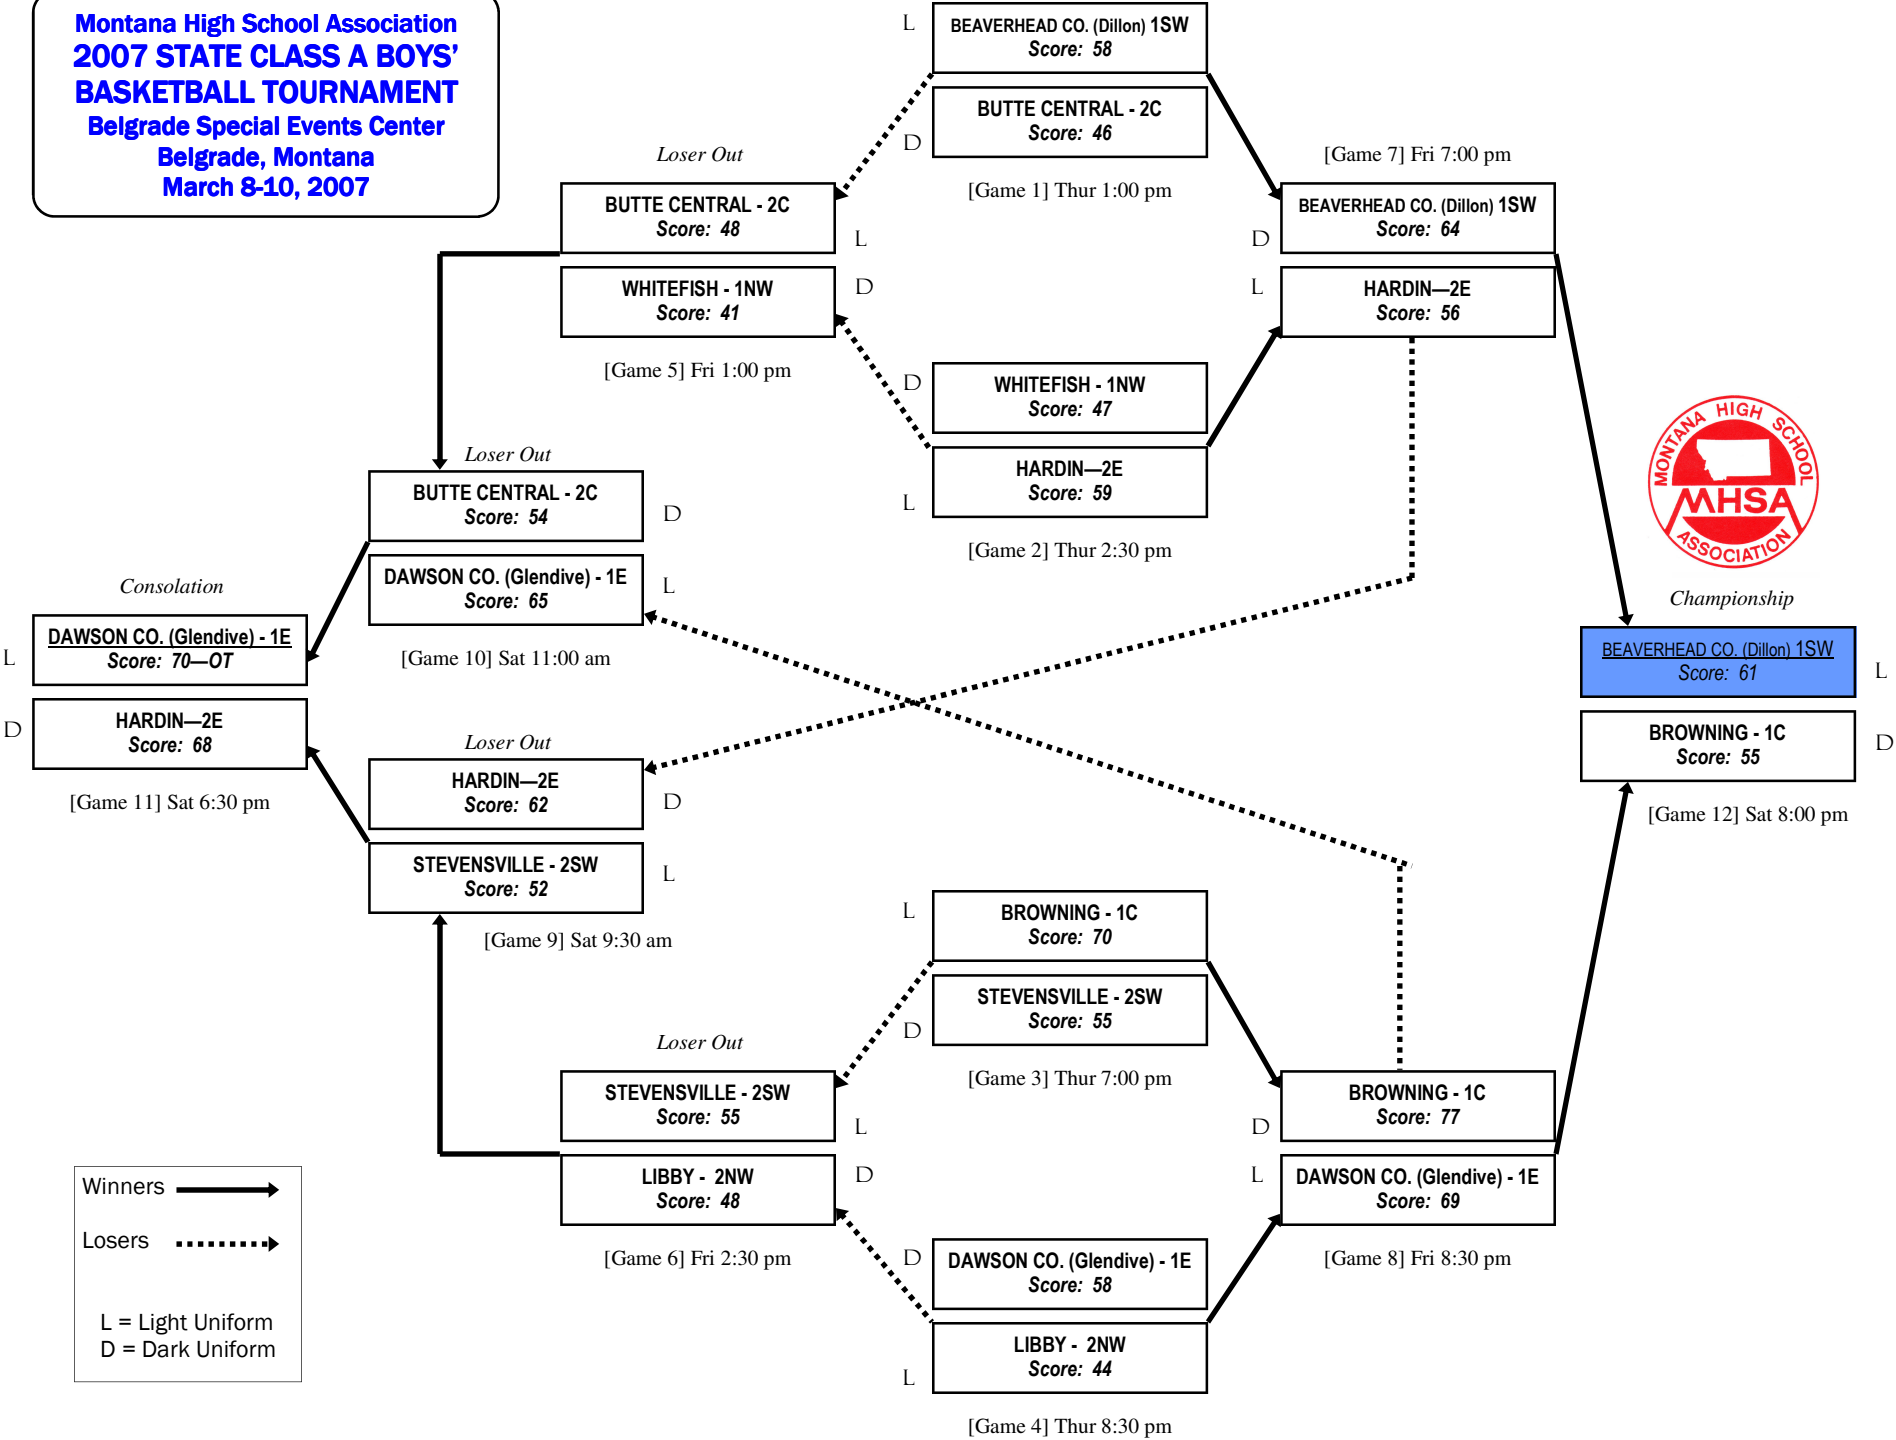 Montana High School Association
2007 STATE CLASS A BOYS'
BASKETBALL TOURNAMENT
Belgrade Special Events Center
Belgrade, Montana
March 8-10, 2007
L
BEAVERHEAD CO. (Dillon) 1SW
Score: 58
BUTTE CENTRAL - 2C
Score: 46
D
[Game 1] Thur 1:00 pm
Loser Out
BUTTE CENTRAL - 2C
Score: 48
L
WHITEFISH - 1NW
Score: 41
D
[Game 5] Fri 1:00 pm
[Game 7] Fri 7:00 pm
BEAVERHEAD CO. (Dillon) 1SW
Score: 64
D
L
HARDIN—2E
Score: 56
D
WHITEFISH - 1NW
Score: 47
HARDIN—2E
Score: 59
L
[Game 2] Thur 2:30 pm
Loser Out
BUTTE CENTRAL - 2C
Score: 54
D
DAWSON CO. (Glendive) - 1E
Score: 65
L
[Game 10] Sat 11:00 am
MONTANA HIGH SCHOOL
MHSA
ASSOCIATION
Consolation
DAWSON CO. (Glendive) - 1E
Score: 70—OT
L
D
HARDIN—2E
Score: 68
[Game 11] Sat 6:30 pm
Championship
BEAVERHEAD CO. (Dillon) 1SW
Score: 61
L
BROWNING - 1C
Score: 55
D
[Game 12] Sat 8:00 pm
Loser Out
HARDIN—2E
Score: 62
D
STEVENSVILLE - 2SW
Score: 52
L
[Game 9] Sat 9:30 am
L
BROWNING - 1C
Score: 70
STEVENSVILLE - 2SW
Score: 55
D
[Game 3] Thur 7:00 pm
Loser Out
STEVENSVILLE - 2SW
Score: 55
L
LIBBY - 2NW
Score: 48
D
[Game 6] Fri 2:30 pm
BROWNING - 1C
Score: 77
D
L
DAWSON CO. (Glendive) - 1E
Score: 69
[Game 8] Fri 8:30 pm
D
DAWSON CO. (Glendive) - 1E
Score: 58
LIBBY - 2NW
Score: 44
L
[Game 4] Thur 8:30 pm
Winners
Losers
L = Light Uniform
D = Dark Uniform